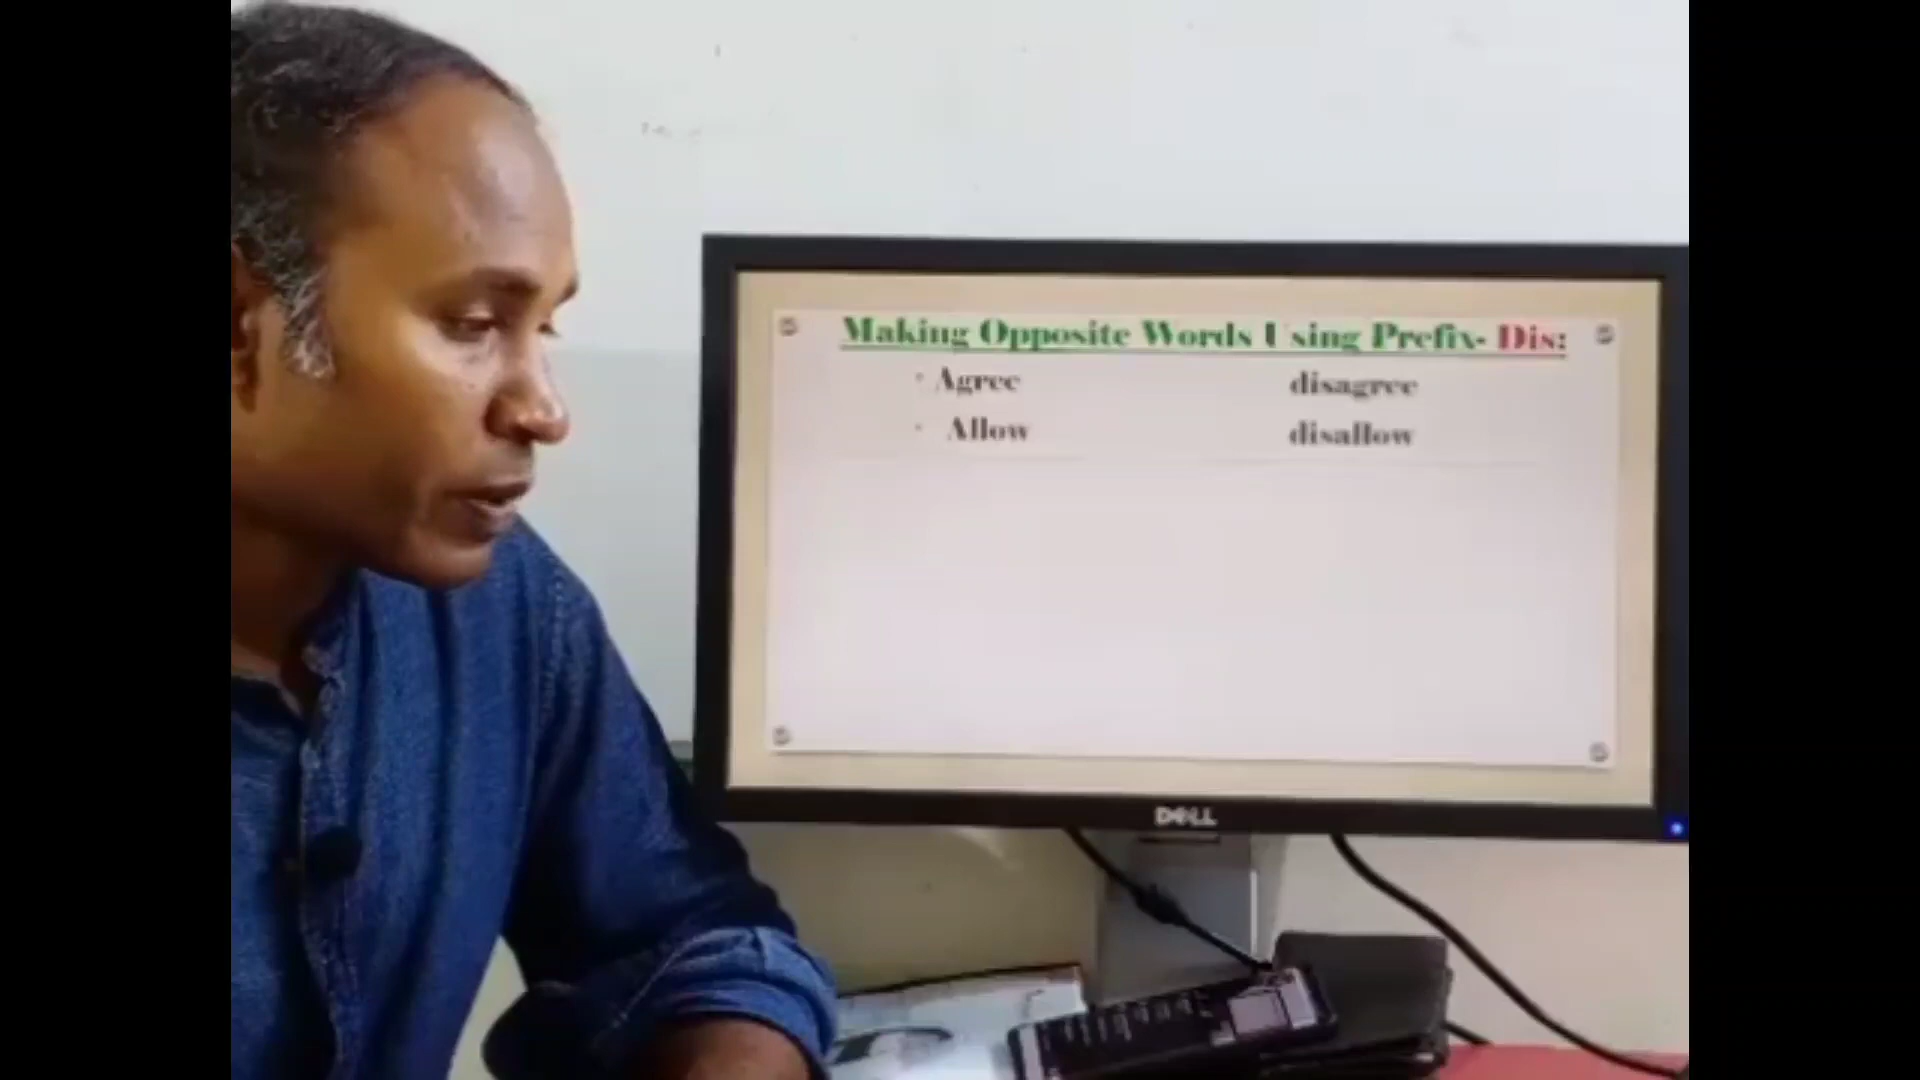 Making Opposite Words Using Prefix- Dis:
• Agree disagree
• Allow disallow
DELL